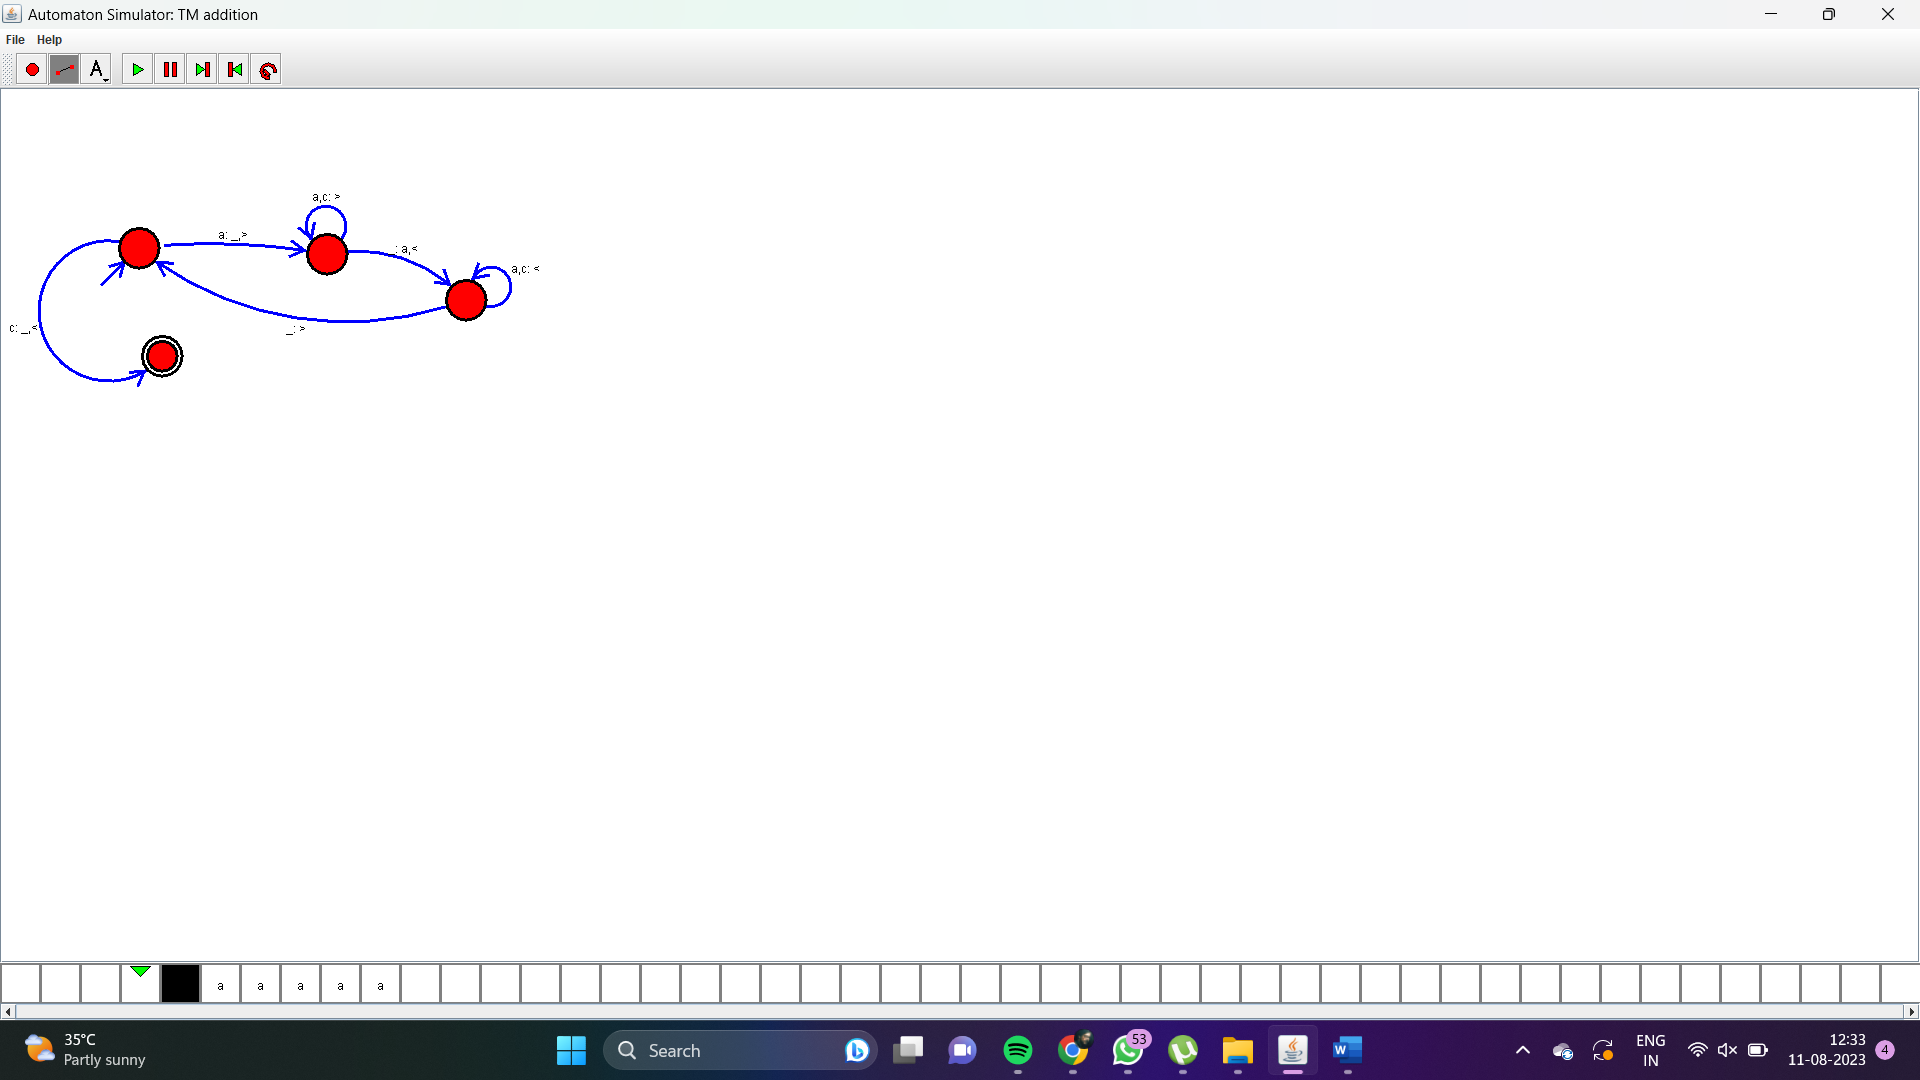 Automaton Simulator: TM addition
File Help
A
a,c: >
a: _,>
_: a,<
a,c: <
c: _,<
_: >
a a a a a
35°C
Partly sunny
Search
53
W
ENG
IN
12:33
11-08-2023
4